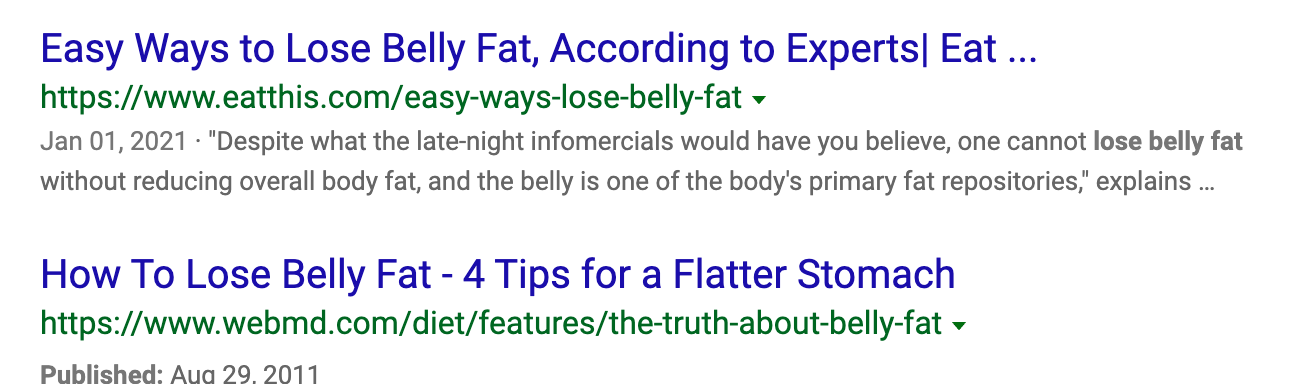 Easy Ways to Lose Belly Fat, According to Experts| Eat ...
https://www.eatthis.com/easy-ways-lose-belly-fat
Jan 01, 2021 · "Despite what the late-night infomercials would have you believe, one cannot lose belly fat
without reducing overall body fat, and the belly is one of the body's primary fat repositories," explains ...
How To Lose Belly Fat - 4 Tips for a Flatter Stomach
https://www.webmd.com/diet/features/the-truth-about-belly-fat
Published: Aug 29, 2011